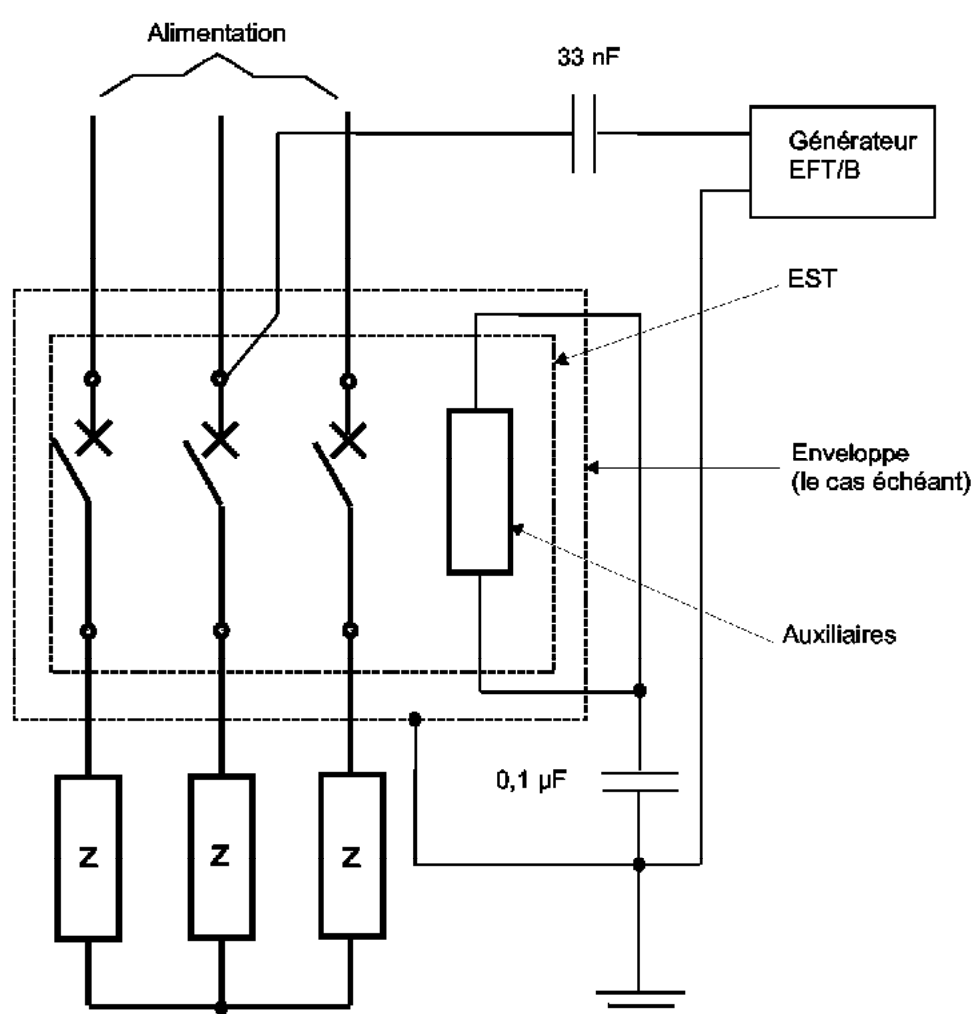 Alimentation
33 nF
Générateur
EFT/B
EST
Enveloppe
(le cas échéant)
Auxiliaires
0,1 µF
Z
Z
Z